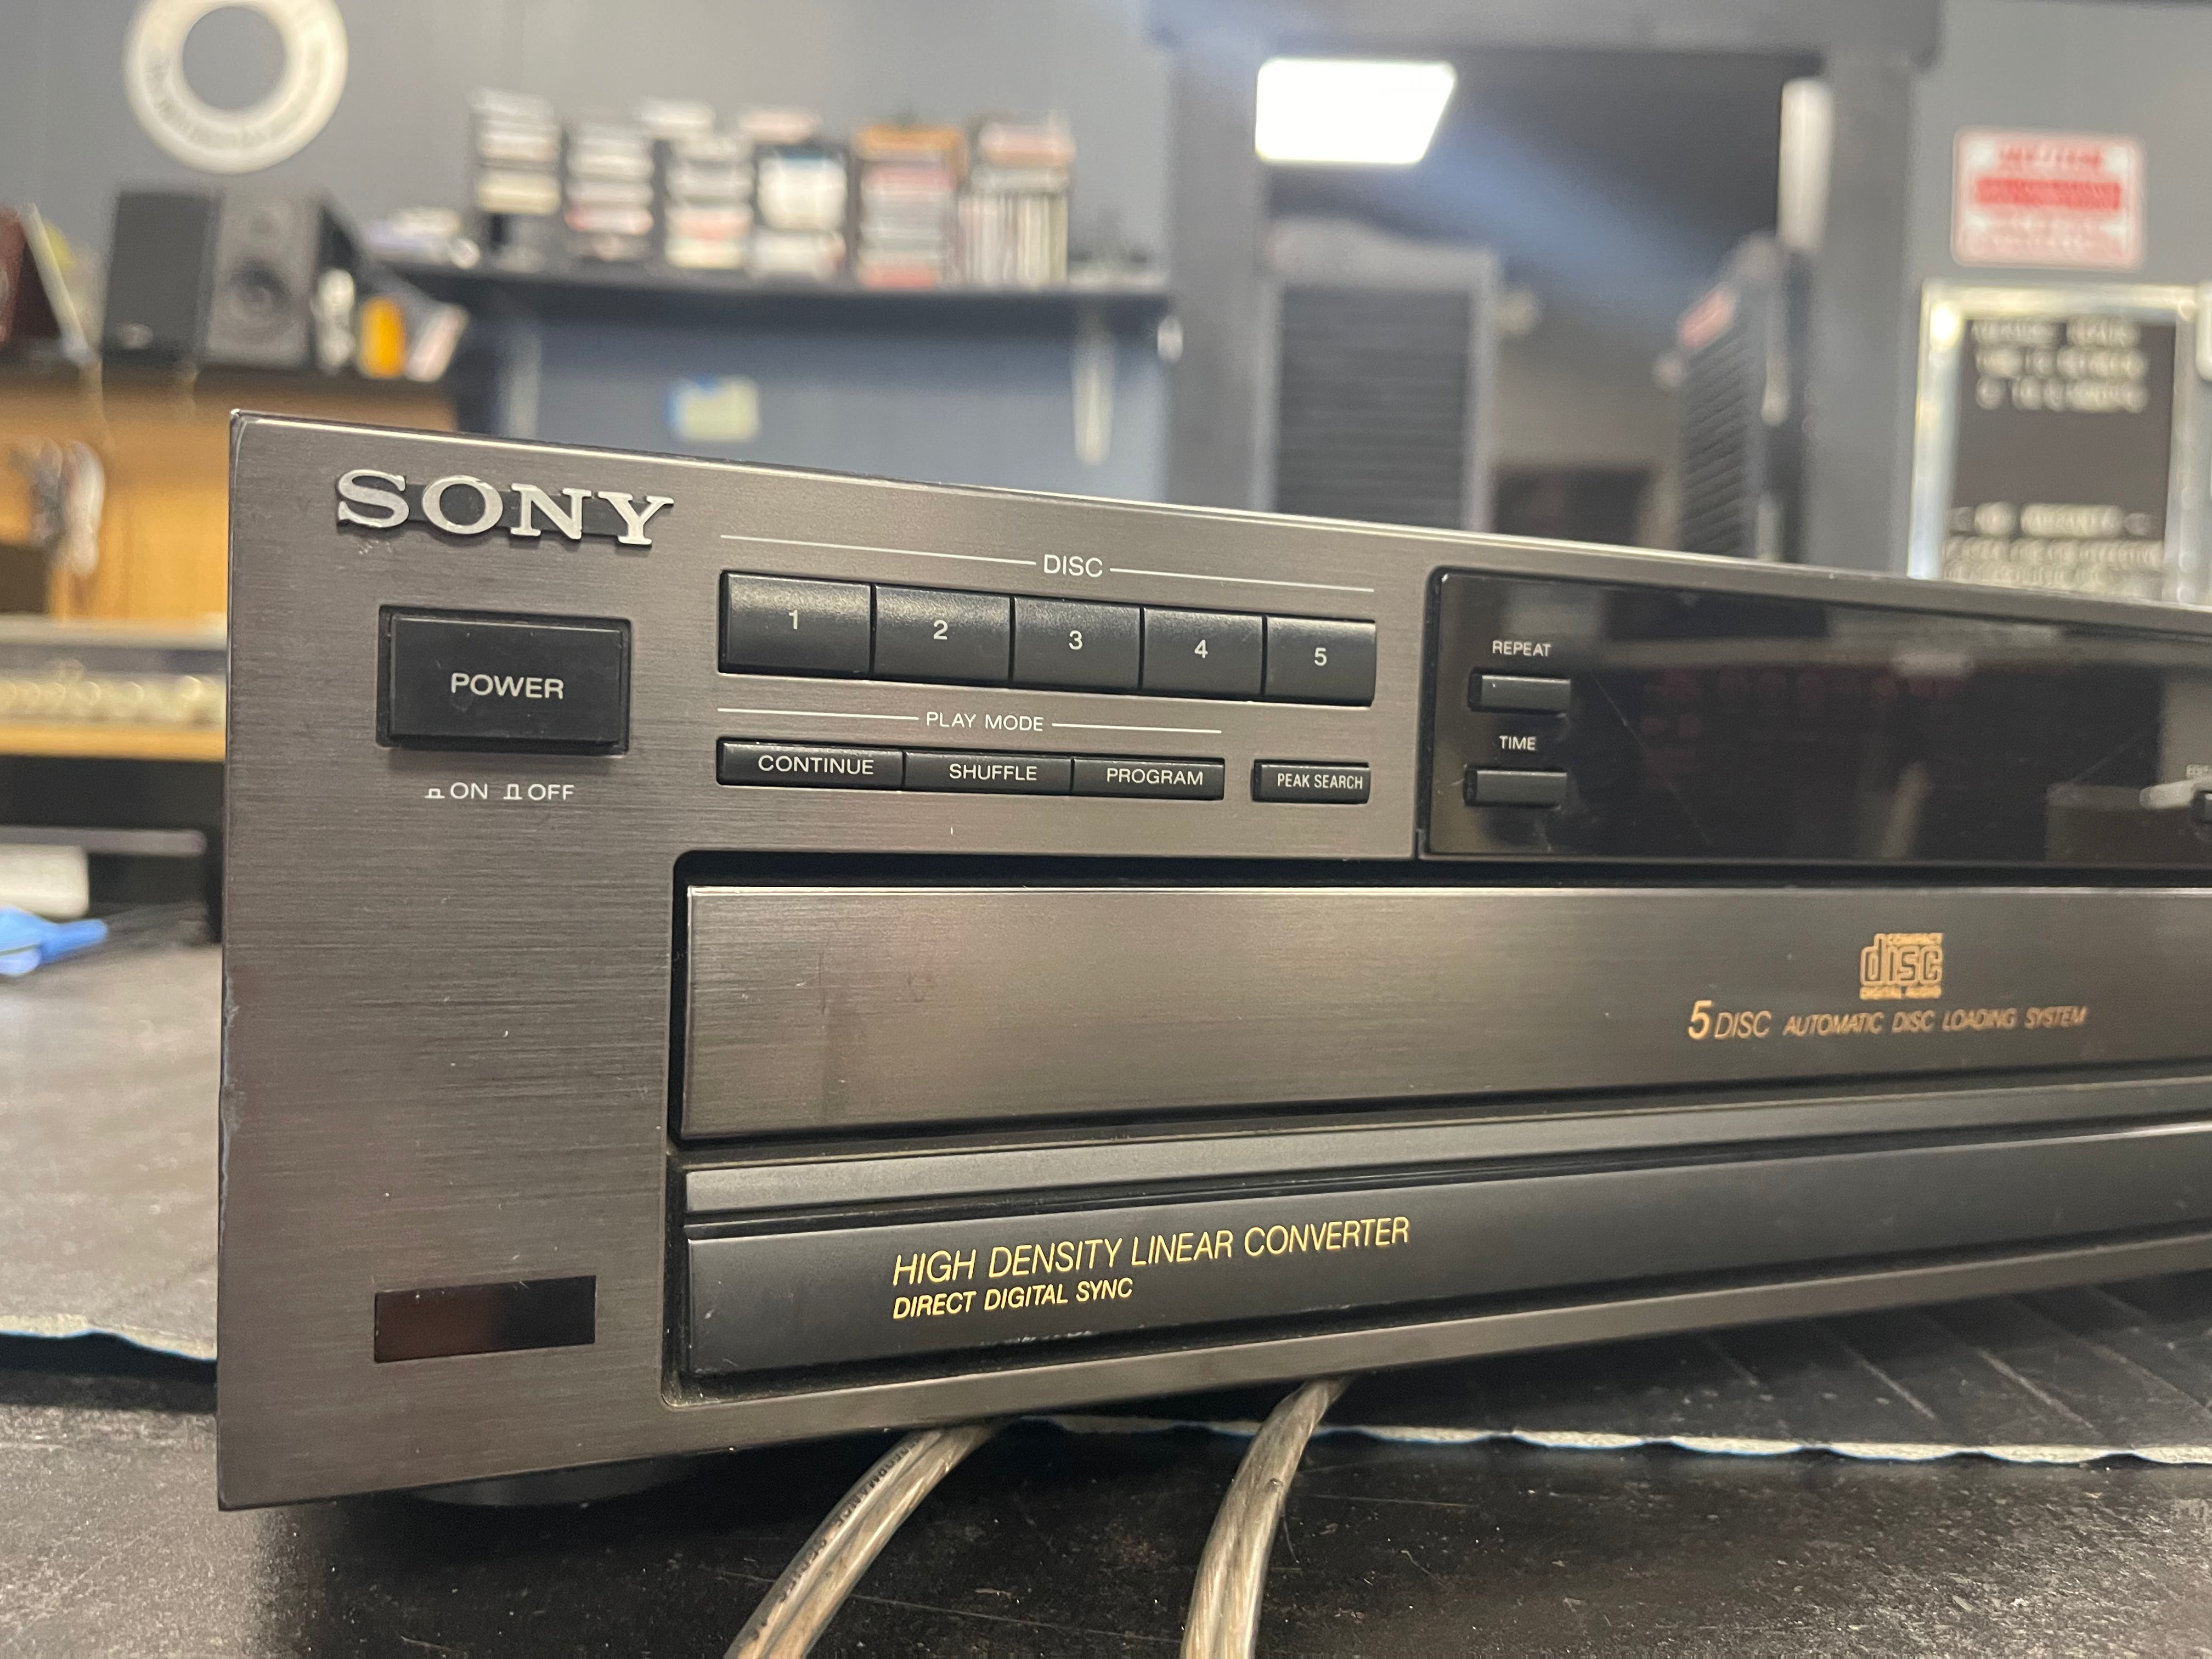 SONY
DISC
1 2 3 4 5
POWER
ON OFF
PLAY MODE
CONTINUE SHUFFLE PROGRAM
PEAK SEARCH
REPEAT
TIME
COMPACT
disc
DIGITAL AUDIO
5 DISC AUTOMATIC DISC LOADING SYSTEM
HIGH DENSITY LINEAR CONVERTER
DIRECT DIGITAL SYNC